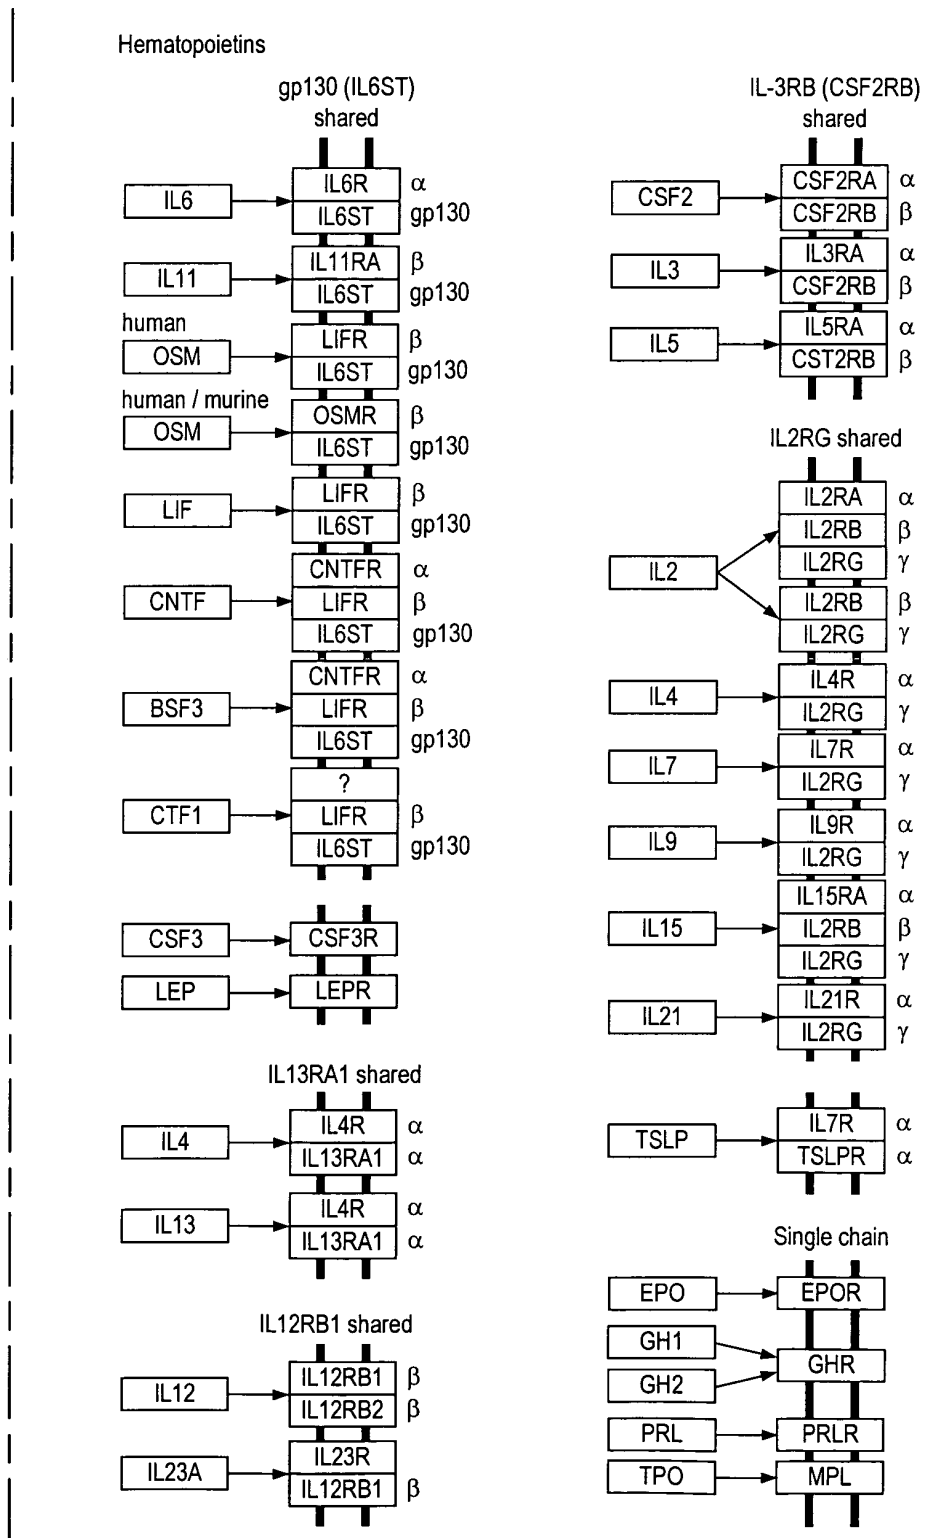 Hematopoietins
gp130 (IL6ST)
shared
IL6
IL6R α
IL6ST gp130
IL11
IL11RA β
IL6ST gp130
human
OSM
LIFR β
IL6ST gp130
human / murine
OSM
OSMR β
IL6ST gp130
LIF
LIFR β
IL6ST gp130
CNTF
CNTFR α
LIFR β
IL6ST gp130
BSF3
CNTFR α
LIFR β
IL6ST gp130
CTF1
?
LIFR β
IL6ST gp130
CSF3
CSF3R
LEP
LEPR
IL13RA1 shared
IL4
IL4R α
IL13RA1 α
IL13
IL4R α
IL13RA1 α
IL12RB1 shared
IL12
IL12RB1 β
IL12RB2 β
IL23A
IL23R
IL12RB1 β
IL-3RB (CSF2RB)
shared
CSF2
CSF2RA α
CSF2RB β
IL3
IL3RA α
CSF2RB β
IL5
IL5RA α
CST2RB β
IL2RG shared
IL2
IL2RA α
IL2RB β
IL2RG γ
IL2RB β
IL2RG γ
IL4
IL4R α
IL2RG γ
IL7
IL7R α
IL2RG γ
IL9
IL9R α
IL2RG γ
IL15
IL15RA α
IL2RB β
IL2RG γ
IL21
IL21R α
IL2RG γ
TSLP
IL7R α
TSLPR α
Single chain
EPO
EPOR
GH1
GH2
GHR
PRL
PRLR
TPO
MPL